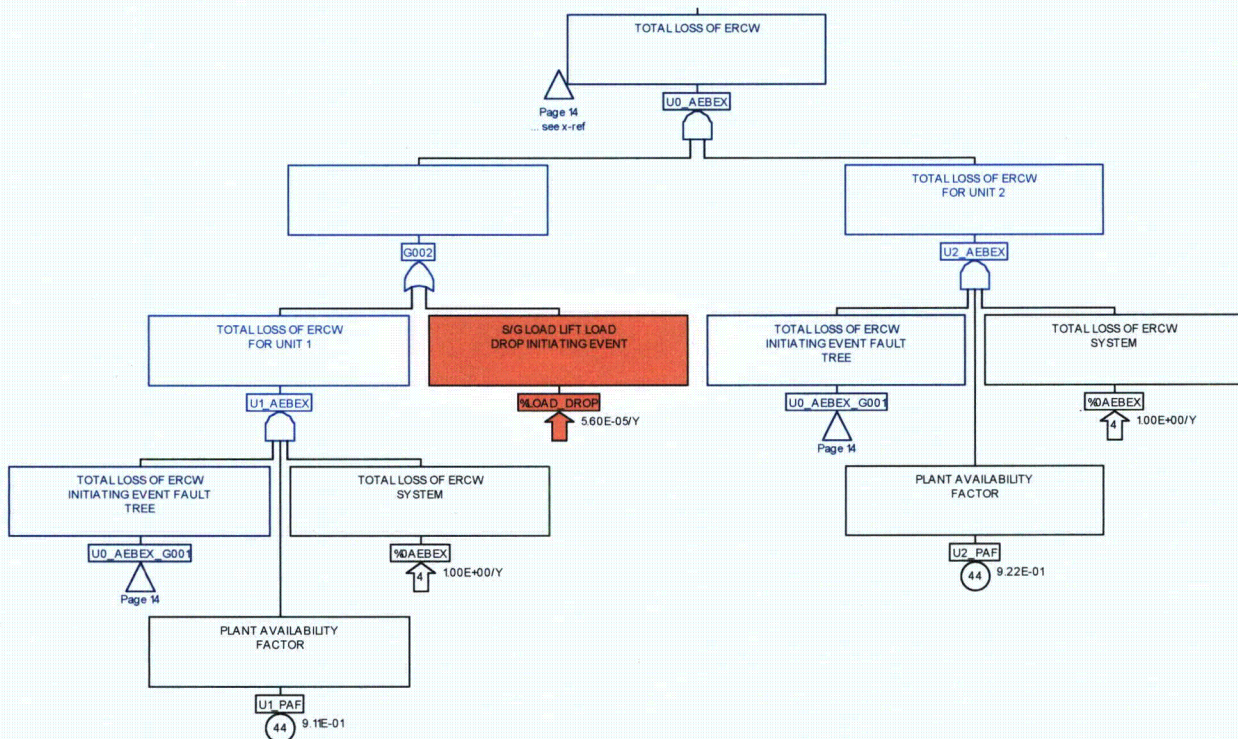 TOTAL LOSS OF ERCW
Page 14
... see x-ref
U0_AEBEX
TOTAL LOSS OF ERCW
FOR UNIT 2
G002
U2_AEBEX
TOTAL LOSS OF ERCW
FOR UNIT 1
S/G LOAD LIFT LOAD
DROP INITIATING EVENT
TOTAL LOSS OF ERCW
INITIATING EVENT FAULT
TREE
TOTAL LOSS OF ERCW
SYSTEM
U1_AEBEX
%LOAD_DROP
5.60E-05/Y
U0_AEBEX_G001
Page 14
%0AEBEX
4
1.00E+00/Y
TOTAL LOSS OF ERCW
INITIATING EVENT FAULT
TREE
TOTAL LOSS OF ERCW
SYSTEM
PLANT AVAILABILITY
FACTOR
U0_AEBEX_G001
Page 14
%0AEBEX
4
1.00E+00/Y
U2_PAF
44
9.22E-01
PLANT AVAILABILITY
FACTOR
U1_PAF
44
9.11E-01